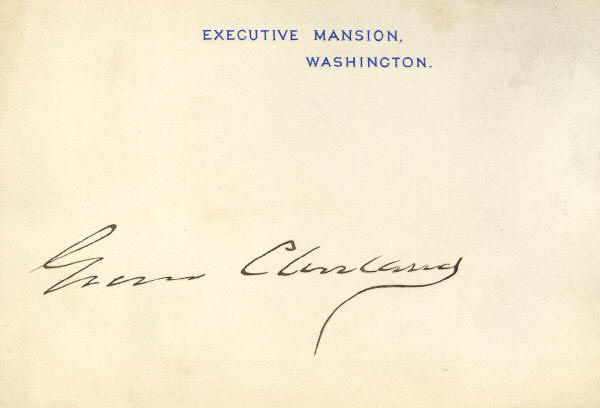 EXECUTIVE MANSION,
WASHINGTON.
Grover Cleveland